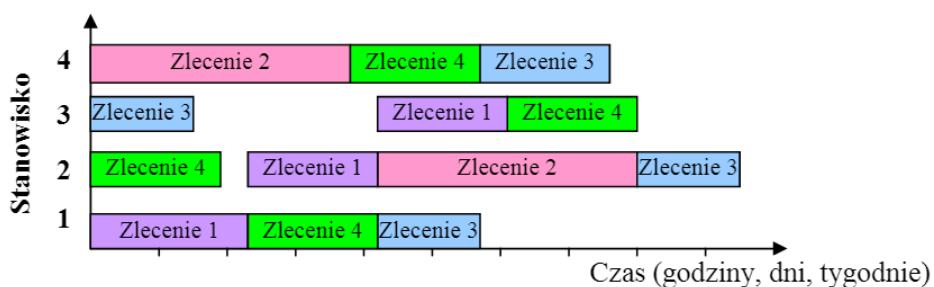 4 Zlecenie 2 Zlecenie 4 Zlecenie 3
3 Zlecenie 3 Zlecenie 1 Zlecenie 4
2 Zlecenie 4 Zlecenie 1 Zlecenie 2 Zlecenie 3
1 Zlecenie 1 Zlecenie 4 Zlecenie 3
Stanowisko
Czas (godziny, dni, tygodnie)